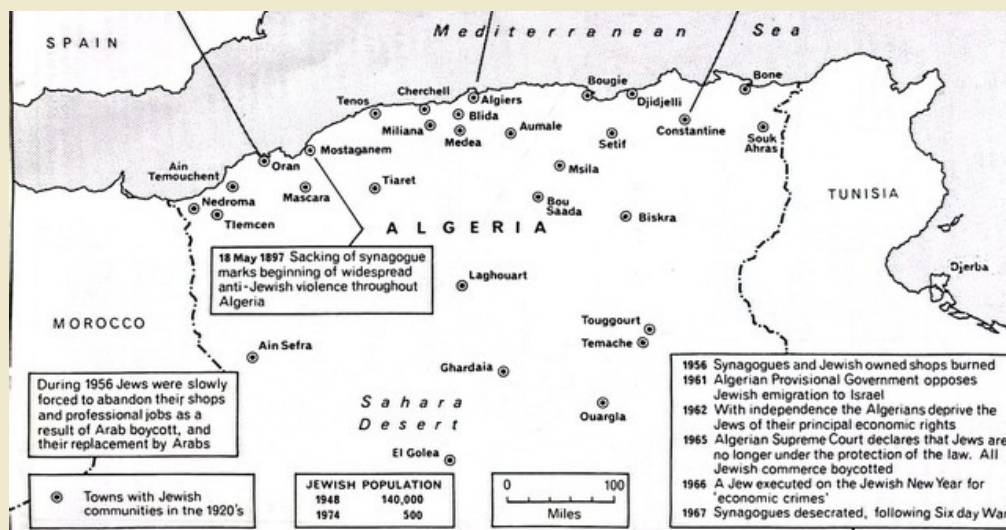 SPAIN
Mediterranean Sea
Tenos
Cherchell
Algiers
Bougie
Djidjelli
Bone
Blida
Miliana
Medea
Aumale
Setif
Constantine
Souk
Ahras
Mostaganem
Oran
Ain
Temouchent
Msila
TUNISIA
Nedroma
Mascara
Tiaret
Bou
Saada
Biskra
Tlemcen
ALGERIA
18 May 1897 Sacking of synagogue
marks beginning of widespread
anti-Jewish violence throughout
Algeria
Laghouart
Djerba
MOROCCO
Touggourt
Temache
Ain Sefra
Ghardaia
During 1956 Jews were slowly
forced to abandon their shops
and professional jobs as a
result of Arab boycott, and
their replacement by Arabs
Sahara
Desert
Ouargla
El Golea
1956 Synagogues and Jewish owned shops burned
1961 Algerian Provisional Government opposes
Jewish emigration to Israel
1962 With independence the Algerians deprive the
Jews of their principal economic rights
1965 Algerian Supreme Court declares that Jews are
no longer under the protection of the law. All
Jewish commerce boycotted
1966 A Jew executed on the Jewish New Year for
'economic crimes'
1967 Synagogues desecrated, following Six day Wa
Towns with Jewish
communities in the 1920's
JEWISH POPULATION
1948 140,000
1974 500
0 100
Miles